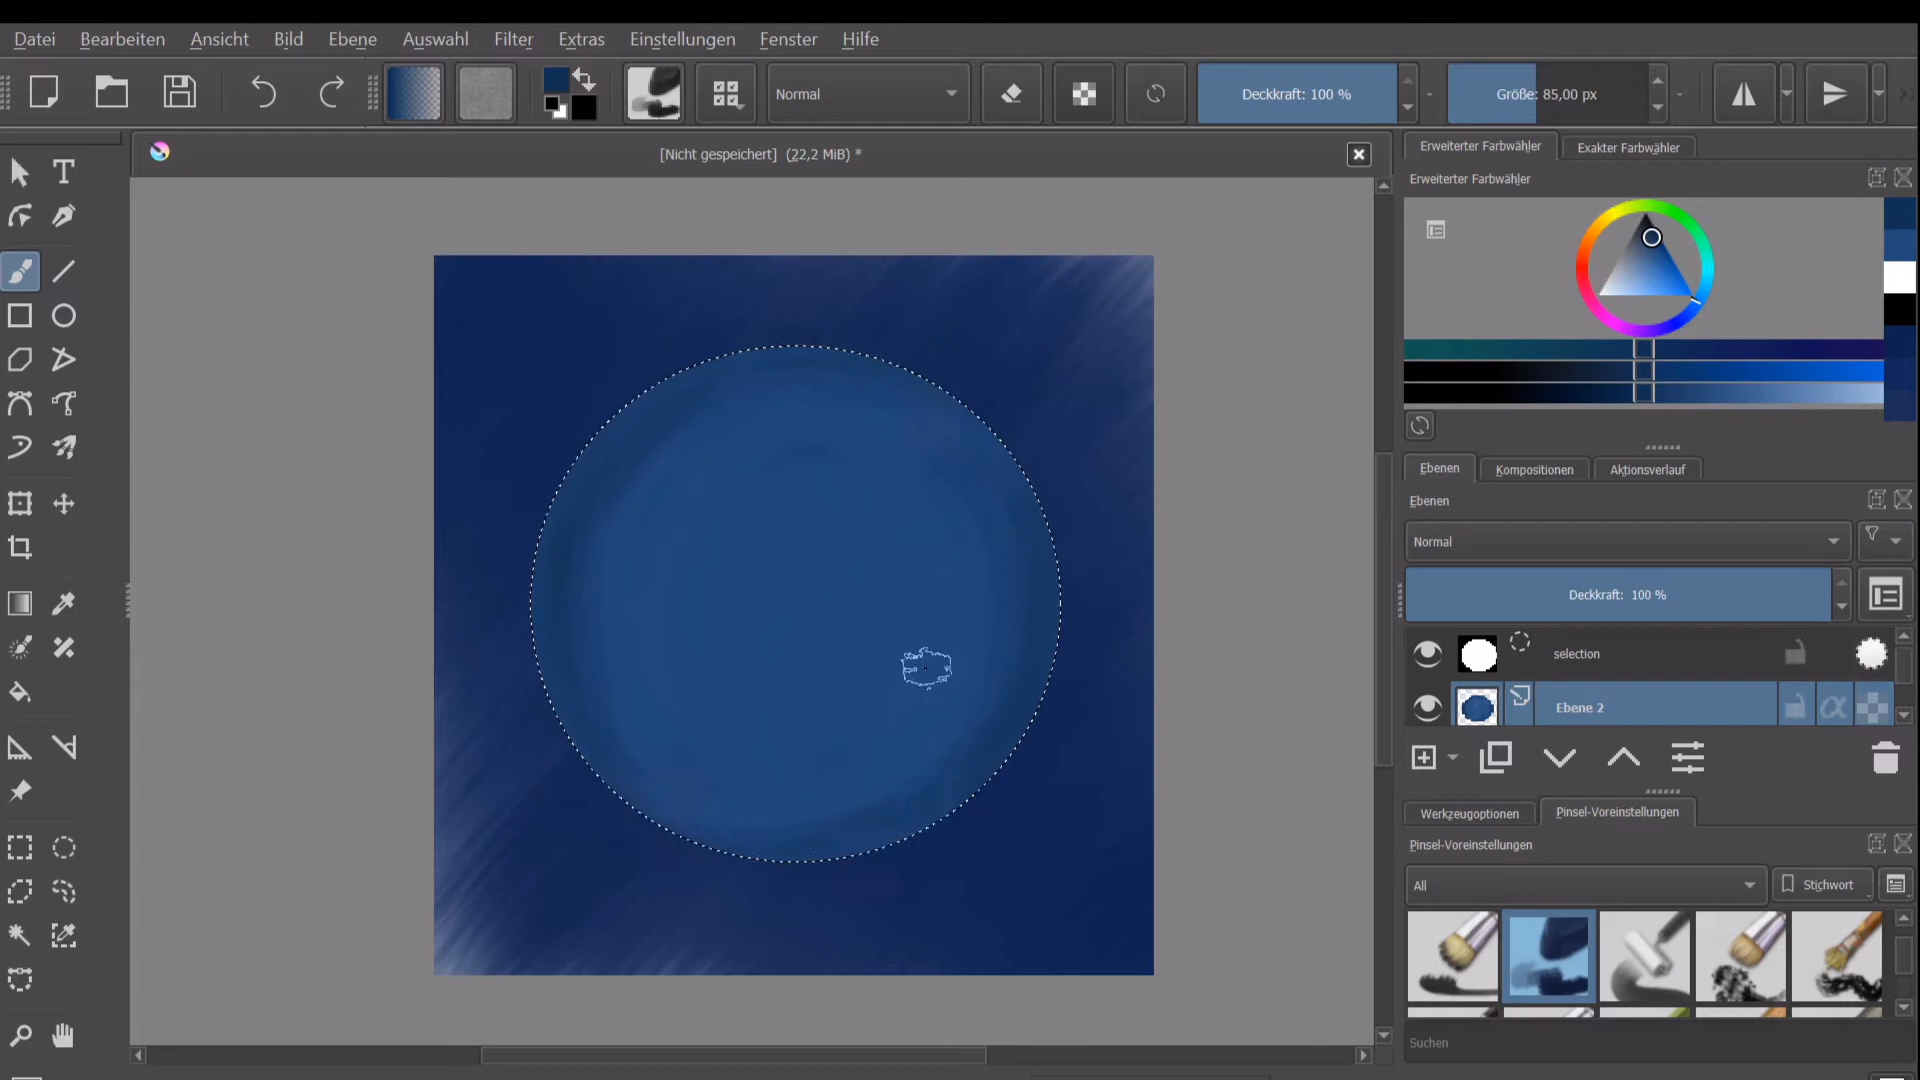 Datei Bearbeiten Ansicht Bild Ebene Auswahl Filter Extras Einstellungen Fenster Hilfe
Normal Deckkraft: 100 % Größe: 85,00 px
[Nicht gespeichert] (22,2 MiB) *
Erweiterter Farbwähler Exakter Farbwähler
Erweiterter Farbwähler
Ebenen Kompositionen Aktionsverlauf
Ebenen
Normal
Deckkraft: 100 %
selection
Ebene 2
Werkzeugoptionen Pinsel-Voreinstellungen
Pinsel-Voreinstellungen
All Stichwort
Suchen